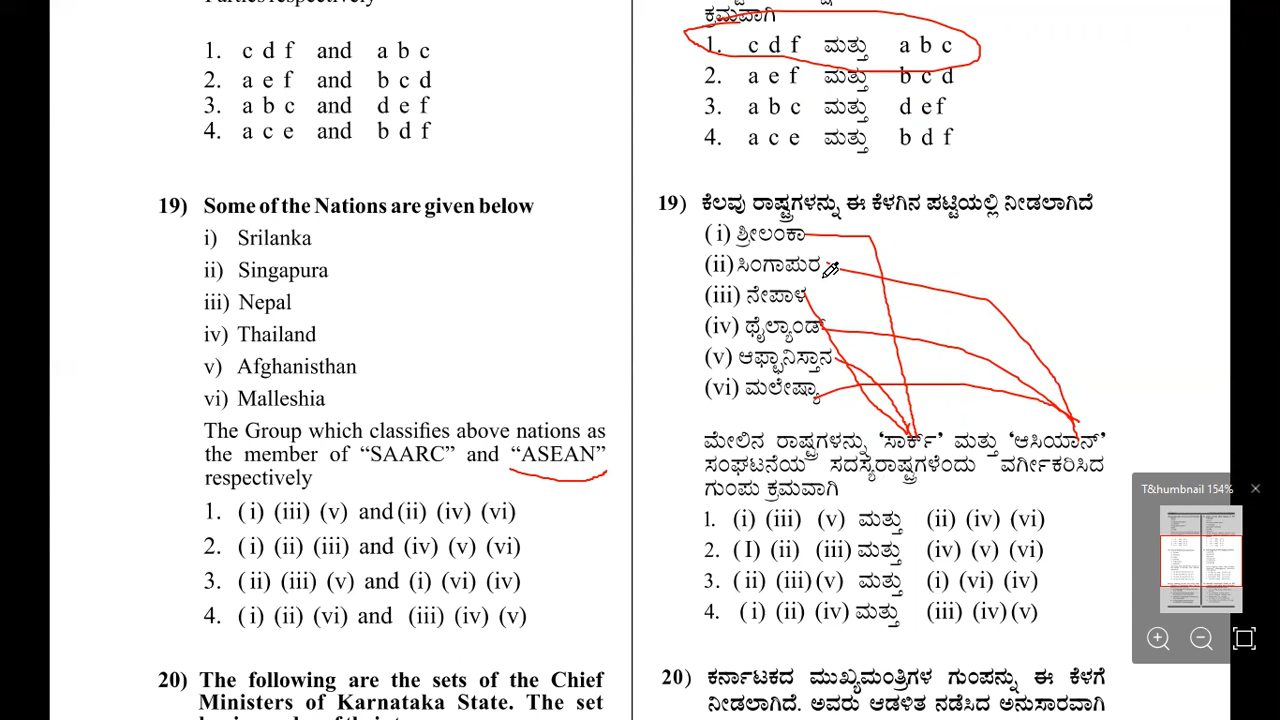 1. c d f and a b c
2. a e f and b c d
3. a b c and d e f
4. a c e and b d f
19) Some of the Nations are given below
i) Srilanka
ii) Singapura
iii) Nepal
iv) Thailand
v) Afghanisthan
vi) Malleshia
The Group which classifies above nations as
the member of “SAARC” and “ASEAN”
respectively
1. (i) (iii) (v) and (ii) (iv) (vi)
2. (i) (ii) (iii) and (iv) (v) (vi)
3. (ii) (iii) (v) and (i) (vi) (iv)
4. (i) (ii) (vi) and (iii) (iv) (v)
20) The following are the sets of the Chief
Ministers of Karnataka State. The set
ಕ್ರಮವಾಗಿ
1. c d f ಮತ್ತು a b c
2. a e f ಮತ್ತು b c d
3. a b c ಮತ್ತು d e f
4. a c e ಮತ್ತು b d f
19) ಕೆಲವು ರಾಷ್ಟ್ರಗಳನ್ನು ಈ ಕೆಳಗಿನ ಪಟ್ಟಿಯಲ್ಲಿ ನೀಡಲಾಗಿದೆ
(i) ಶ್ರೀಲಂಕಾ
(ii) ಸಿಂಗಾಪುರ
(iii) ನೇಪಾಳ
(iv) ಥೈಲ್ಯಾಂಡ್
(v) ಆಫ್ಘಾನಿಸ್ತಾನ
(vi) ಮಲೇಷ್ಯಾ
ಮೇಲಿನ ರಾಷ್ಟ್ರಗಳನ್ನು ‘ಸಾರ್ಕ್’ ಮತ್ತು ‘ಆಸಿಯಾನ್’
ಸಂಘಟನೆಯ ಸದಸ್ಯರಾಷ್ಟ್ರಗಳೆಂದು ವರ್ಗೀಕರಿಸಿದ
ಗುಂಪು ಕ್ರಮವಾಗಿ
1. (i) (iii) (v) ಮತ್ತು (ii) (iv) (vi)
2. (I) (ii) (iii) ಮತ್ತು (iv) (v) (vi)
3. (ii) (iii) (v) ಮತ್ತು (i) (vi) (iv)
4. (i) (ii) (iv) ಮತ್ತು (iii) (iv) (v)
20) ಕರ್ನಾಟಕದ ಮುಖ್ಯಮಂತ್ರಿಗಳ ಗುಂಪನ್ನು ಈ ಕೆಳಗೆ
ನೀಡಲಾಗಿದೆ. ಅವರು ಆಡಳಿತ ನಡೆಸಿದ ಅನುಸಾರವಾಗಿ
T&humbnail 154%